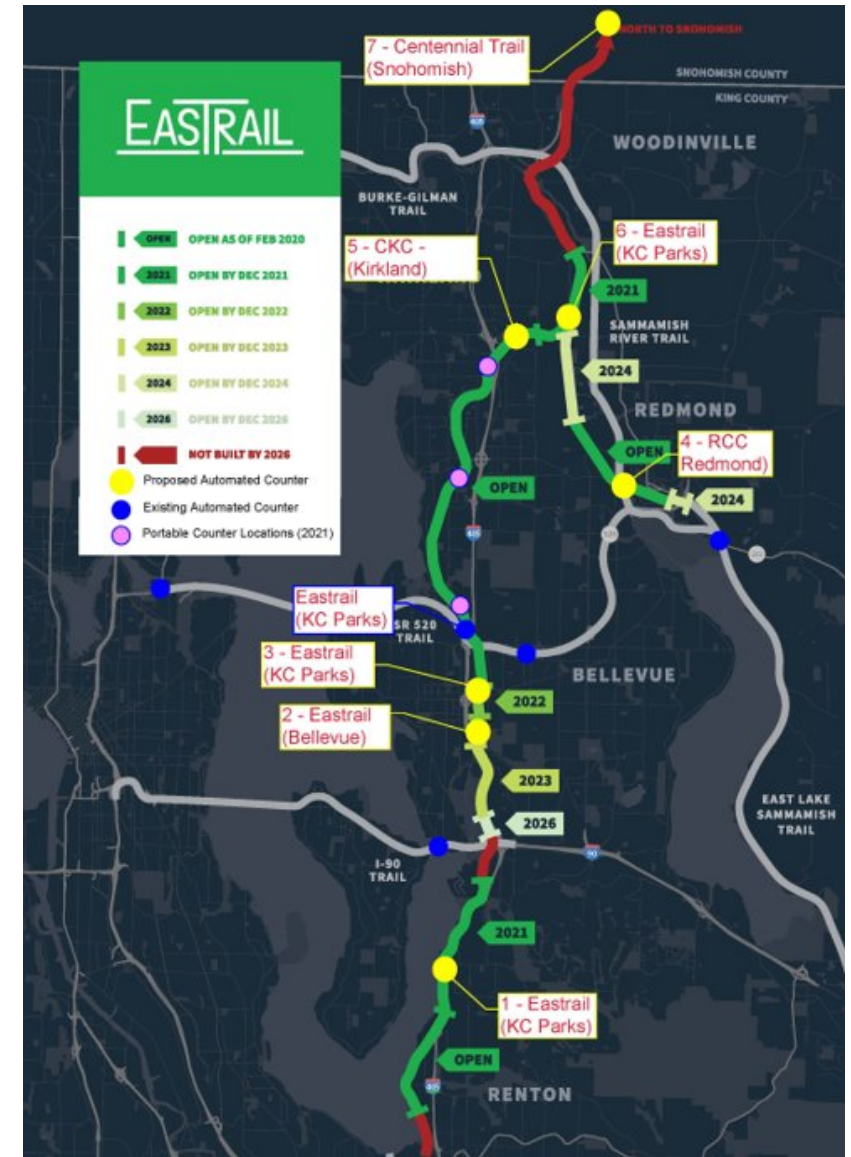 EASTRAIL
OPEN OPEN AS OF FEB 2020
2021 OPEN BY DEC 2021
2022 OPEN BY DEC 2022
2023 OPEN BY DEC 2023
2024 OPEN BY DEC 2024
2026 OPEN BY DEC 2026
NOT BUILT BY 2026
Proposed Automated Counter
Existing Automated Counter
Portable Counter Locations (2021)
NORTH TO SNOHOMISH
7 - Centennial Trail
(Snohomish)
SNOHOMISH COUNTY
KING COUNTY
405
WOODINVILLE
BURKE-GILMAN
TRAIL
6 - Eastrail
(KC Parks)
5 - CKC -
(Kirkland)
2021
SAMMAMISH
RIVER TRAIL
2024
REDMOND
OPEN
4 - RCC
Redmond)
2024
OPEN
405
Eastrail
(KC Parks)
SR 520
TRAIL
3 - Eastrail
(KC Parks)
BELLEVUE
2022
2 - Eastrail
(Bellevue)
2023
2026
EAST LAKE
SAMMAMISH
TRAIL
90
I-90
TRAIL
2021
1 - Eastrail
(KC Parks)
OPEN
405
RENTON